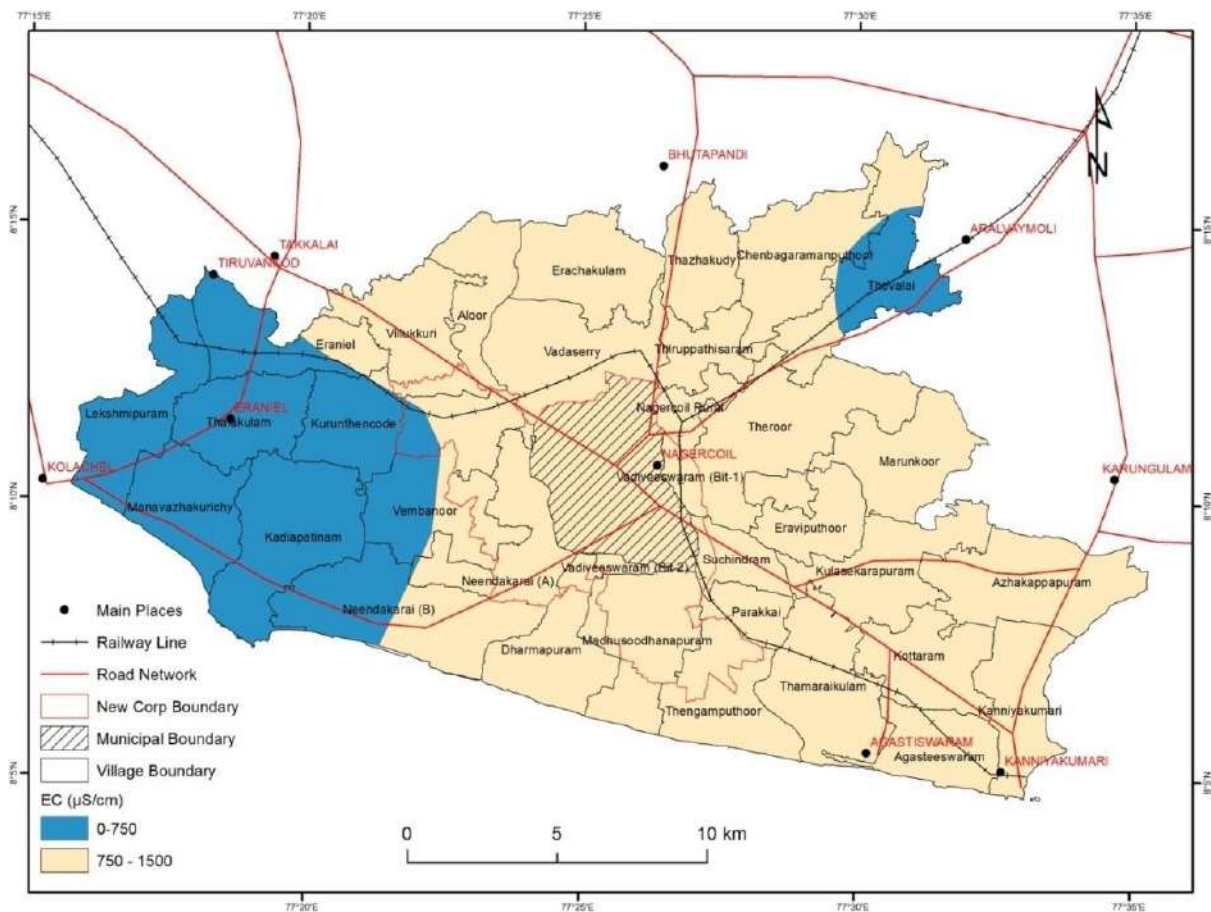 77°15'E 77°20'E 77°25'E 77°30'E 77°35'E
N
BHUTAPANDI
8°15'N 8°15'N
ARALVAYMOLI
TAKKALAI
TIRUVANCOD
Erachakulam
Thazhakudy
Chenbagaramanputhoor
Thovalai
Aloor
Villukkuri
Eraniel
Vadaserry
Thiruppathisaram
Lekshmipuram
ERANIEL
Thalakulam
Kurunthencode
Nagercoil Rural
Theroor
Marunkoor
KOLACHEL
NAGERCOIL
Vadiveeswaram (Bit-1)
KARUNGULAM
8°10'N 8°10'N
Manavazhakurichy
Vembanoor
Kadiapatinam
Eraviputhoor
Suchindram
Vadiveeswaram (Bit-2)
Kulasekarapuram
Neendakarai (A)
Azhakappapuram
Neendakarai (B)
Parakkai
Madhusoodhanapuram
Dharmapuram
Kottaram
Thamaraikulam
Thengamputhoor
Kanniyakumari
AGASTISWARAM
Agasteeswaram
KANNIYAKUMARI
8°5'N 8°5'N
Main Places
Railway Line
Road Network
New Corp Boundary
Municipal Boundary
Village Boundary
EC (µS/cm)
0-750
750 - 1500
0 5 10 km
77°20'E 77°25'E 77°30'E 77°35'E